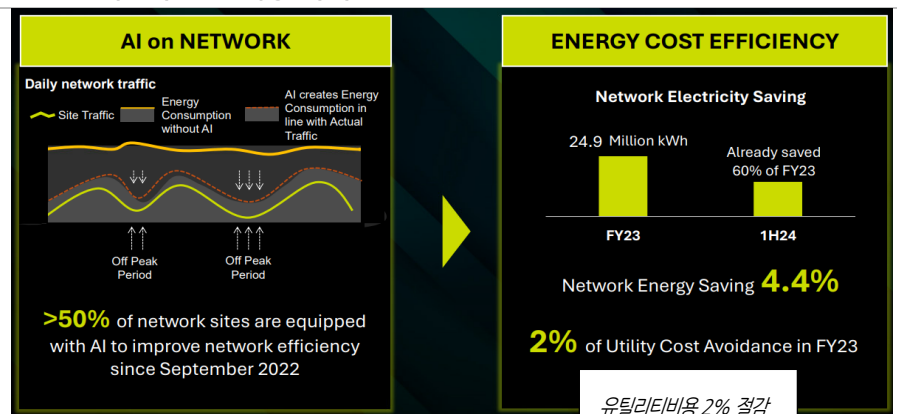 AI on NETWORK
Daily network traffic
Site Traffic
Energy
Consumption
without AI
AI creates Energy
Consumption in
line with Actual
Traffic
Off Peak
Period
Off Peak
Period
>50% of network sites are equipped
with AI to improve network efficiency
since September 2022
ENERGY COST EFFICIENCY
Network Electricity Saving
24.9 Million kWh
Already saved
60% of FY23
FY23
1H24
Network Energy Saving 4.4%
2% of Utility Cost Avoidance in FY23
유틸리티비용 2% 절감